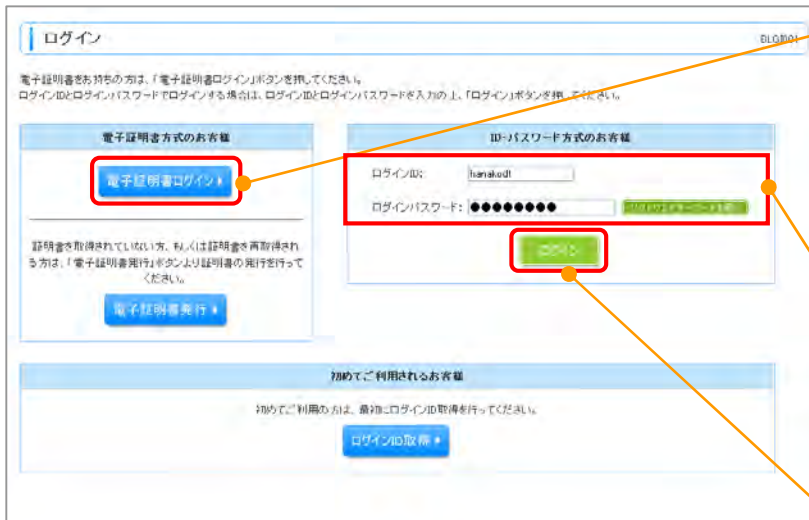 ログイン
BLGI001
電子証明書をお持ちの方は、「電子証明書ログイン」ボタンを押してください。
ログインIDとログインパスワードでログインする場合は、ログインIDとログインパスワードを入力の上、「ログイン」ボタンを押してください。
電子証明書方式のお客様
電子証明書ログイン
証明書を取得されていない方、もしくは証明書を再取得され
る方は、「電子証明書発行」ボタンより証明書の発行を行って
ください。
電子証明書発行
ID・パスワード方式のお客様
ログインID: hanakodt
ログインパスワード: ●●●●●●●●
ログイン
初めてご利用されるお客様
初めてご利用の方は、最初にログインID取得を行ってください。
ログインID取得